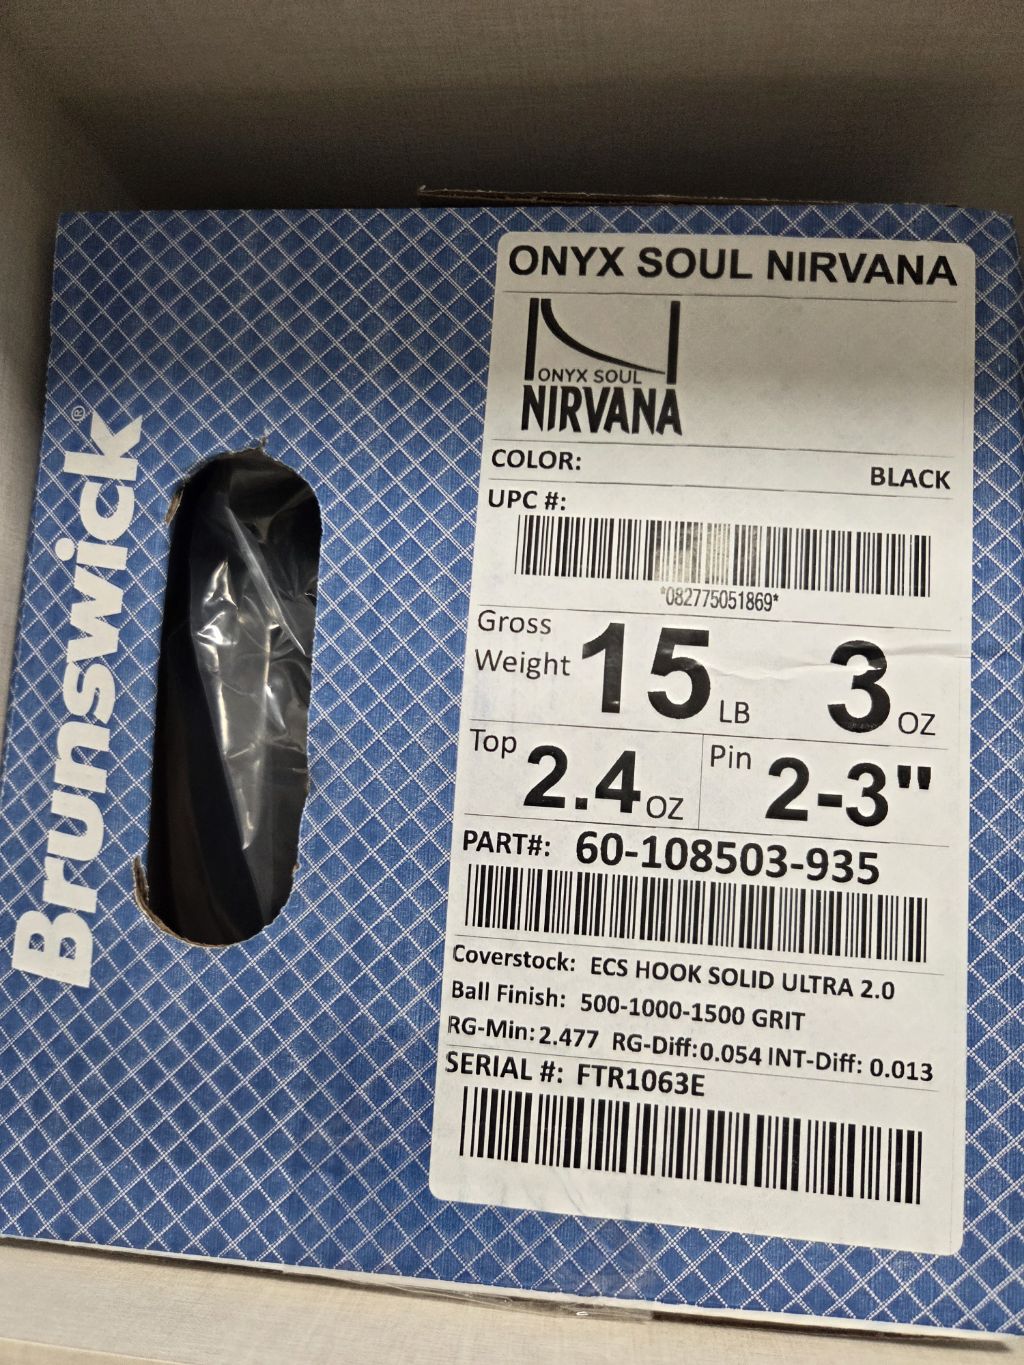 Brunswick®
ONYX SOUL NIRVANA
ONYX SOUL
NIRVANA
COLOR: BLACK
UPC #:
*082775051869*
Gross Weight 15 LB 3 OZ
Top 2.4 OZ Pin 2-3"
PART#: 60-108503-935
Coverstock: ECS HOOK SOLID ULTRA 2.0
Ball Finish: 500-1000-1500 GRIT
RG-Min: 2.477 RG-Diff: 0.054 INT-Diff: 0.013
SERIAL #: FTR1063E